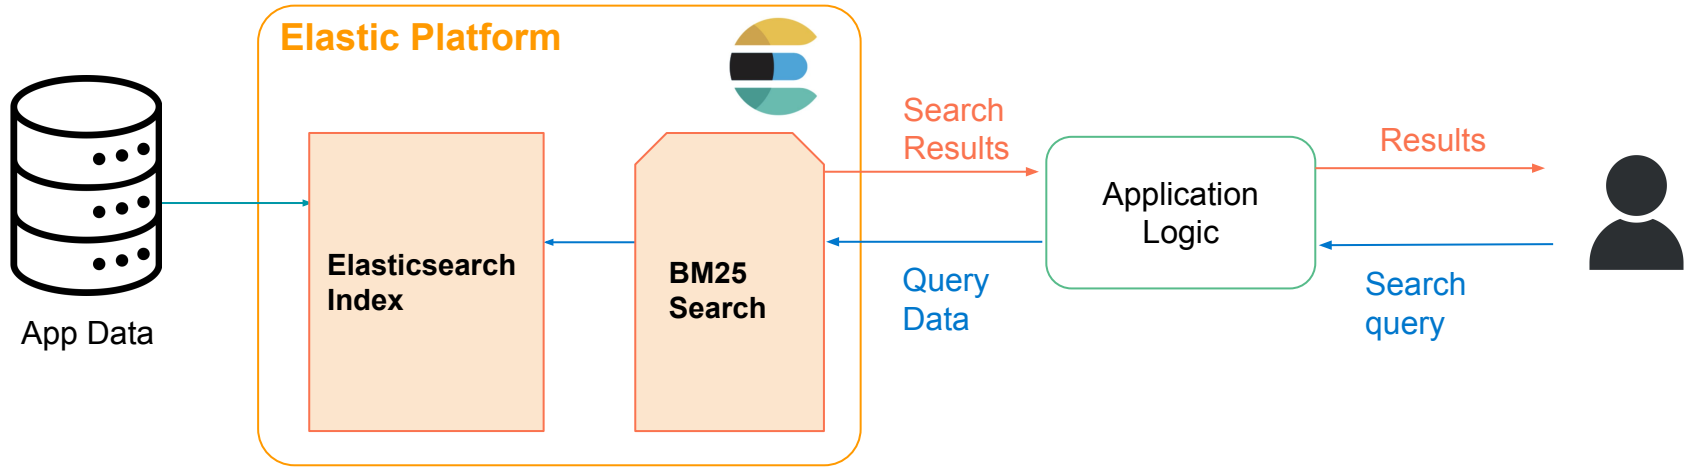 Elastic Platform
App Data
Elasticsearch
Index
BM25
Search
Search
Results
Query
Data
Application
Logic
Results
Search
query